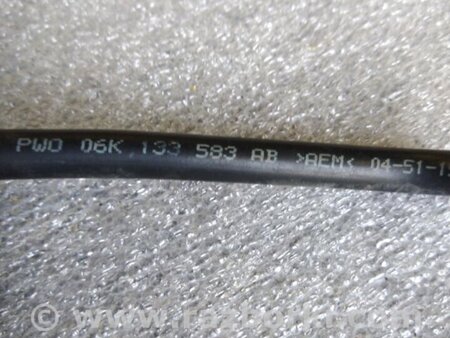 PWO 06K 133 583 AB >AEM< 04-51-1
© www.razborka.com